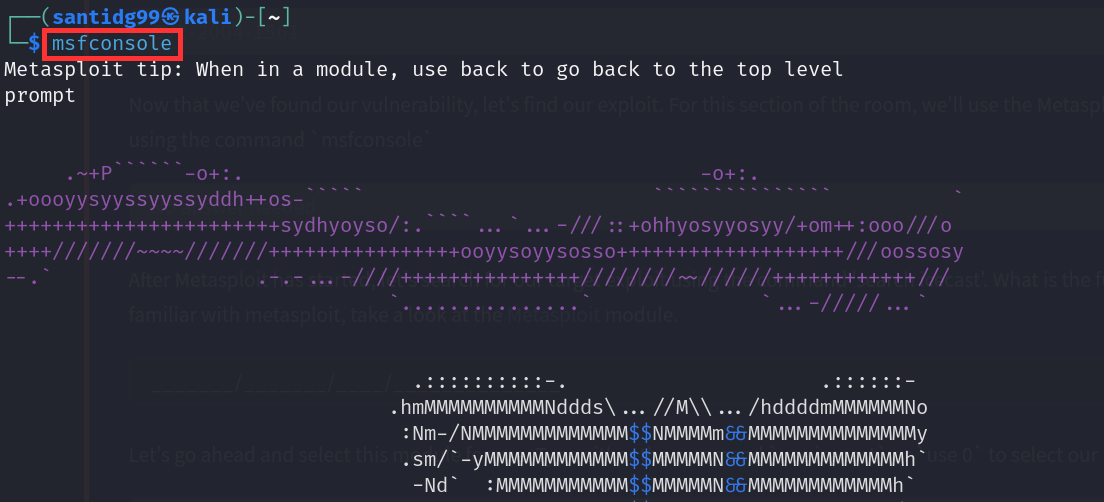 ┌──(santidg99㉿kali)-[~]
└─$ msfconsole
Metasploit tip: When in a module, use back to go back to the top level
prompt
Now that we've found our vulnerability, let's find our exploit. For this section of the room, we'll use the Metasp
using the command `msfconsole`
.~+P``````-o+:. -o+:.
.+oooyysyyssyyssyddh++os-````` ``````````````` `
+++++++++++++++++++++++sydhyoyso/:.````...`...-///::+ohhyosyyosyy/+om++:ooo///o
++++///////~~~~///////++++++++++++++++ooyysoyysosso+++++++++++++++++++///oossosy
--.` .-.-...-////+++++++++++++++////////~~//////++++++++++++///
`...............` `...-/////...`
After Metasploit has started, cast'. What is the f
familiar with metasploit, take a look at the Metasploit module.
.::::::::::-. .::::::-
.hmMMMMMMMMMMNddds\...//M\\.../hddddmMMMMMMNo
:Nm-/NMMMMMMMMMMMMM$$NMMMMm&&MMMMMMMMMMMMMMy
.sm/`-yMMMMMMMMMMMM$$MMMMMN&&MMMMMMMMMMMMMh`
Let's go ahead and select this use 0` to select our
-Nd` :MMMMMMMMMMM$$MMMMMN&&MMMMMMMMMMMMh`